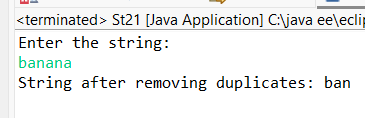 <terminated> St21 [Java Application] C:\java ee\eclip
Enter the string:
banana
String after removing duplicates: ban